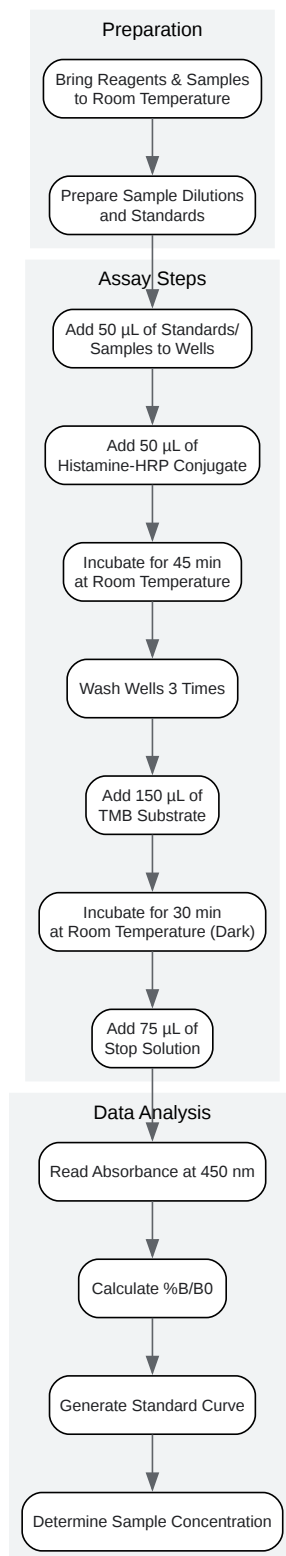 Preparation
Bring Reagents & Samples
to Room Temperature
Prepare Sample Dilutions
and Standards
Assay Steps
Add 50 µL of Standards/
Samples to Wells
Add 50 µL of
Histamine-HRP Conjugate
Incubate for 45 min
at Room Temperature
Wash Wells 3 Times
Add 150 µL of
TMB Substrate
Incubate for 30 min
at Room Temperature (Dark)
Add 75 µL of
Stop Solution
Data Analysis
Read Absorbance at 450 nm
Calculate %B/B0
Generate Standard Curve
Determine Sample Concentration